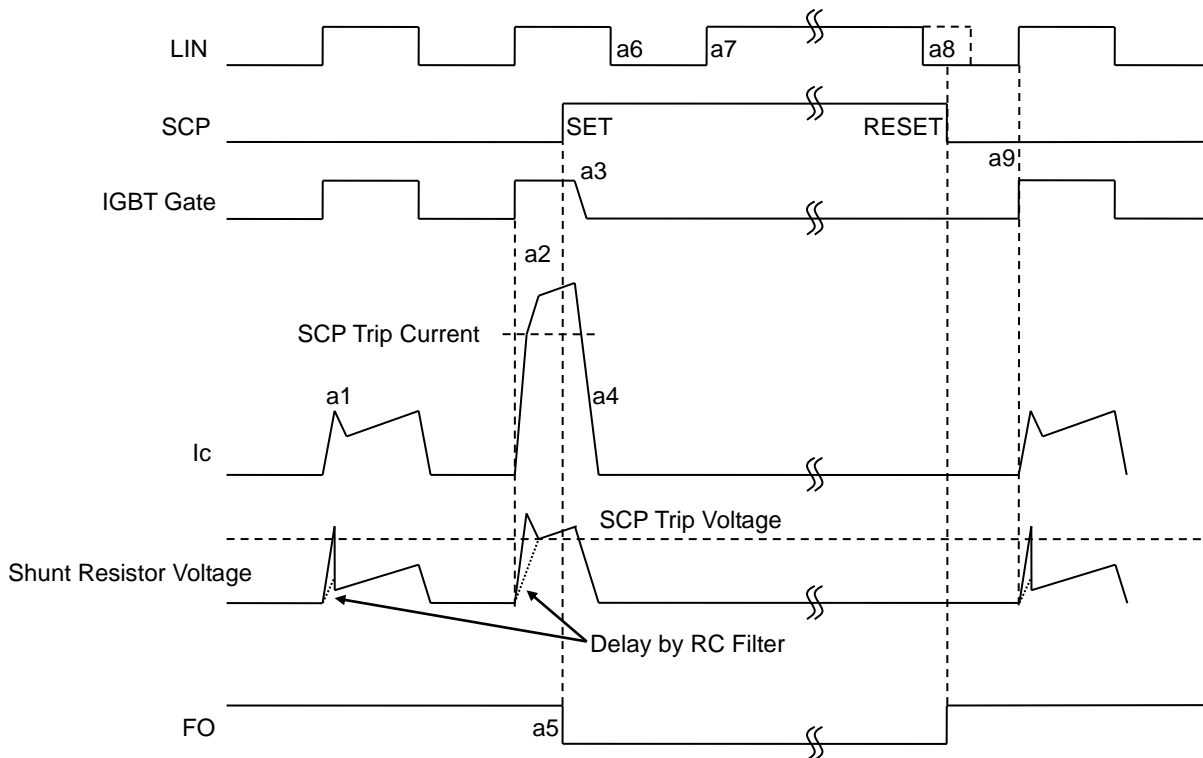 LIN
a6
a7
a8
SCP
SET
RESET
a9
a3
IGBT Gate
a2
SCP Trip Current
a1
a4
Ic
SCP Trip Voltage
Shunt Resistor Voltage
Delay by RC Filter
FO
a5